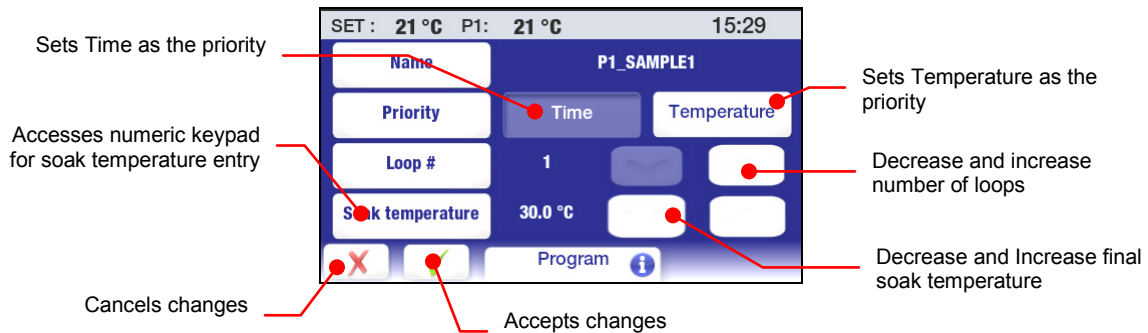 SET : 21 °C P1: 21 °C 15:29
Sets Time as the priority
Name P1_SAMPLE1
Sets Temperature as the
priority
Priority Time Temperature
Accesses numeric keypad
for soak temperature entry
Loop # 1
Decrease and increase
number of loops
Soak temperature 30.0 °C
Decrease and Increase final
soak temperature
Program
Cancels changes
Accepts changes